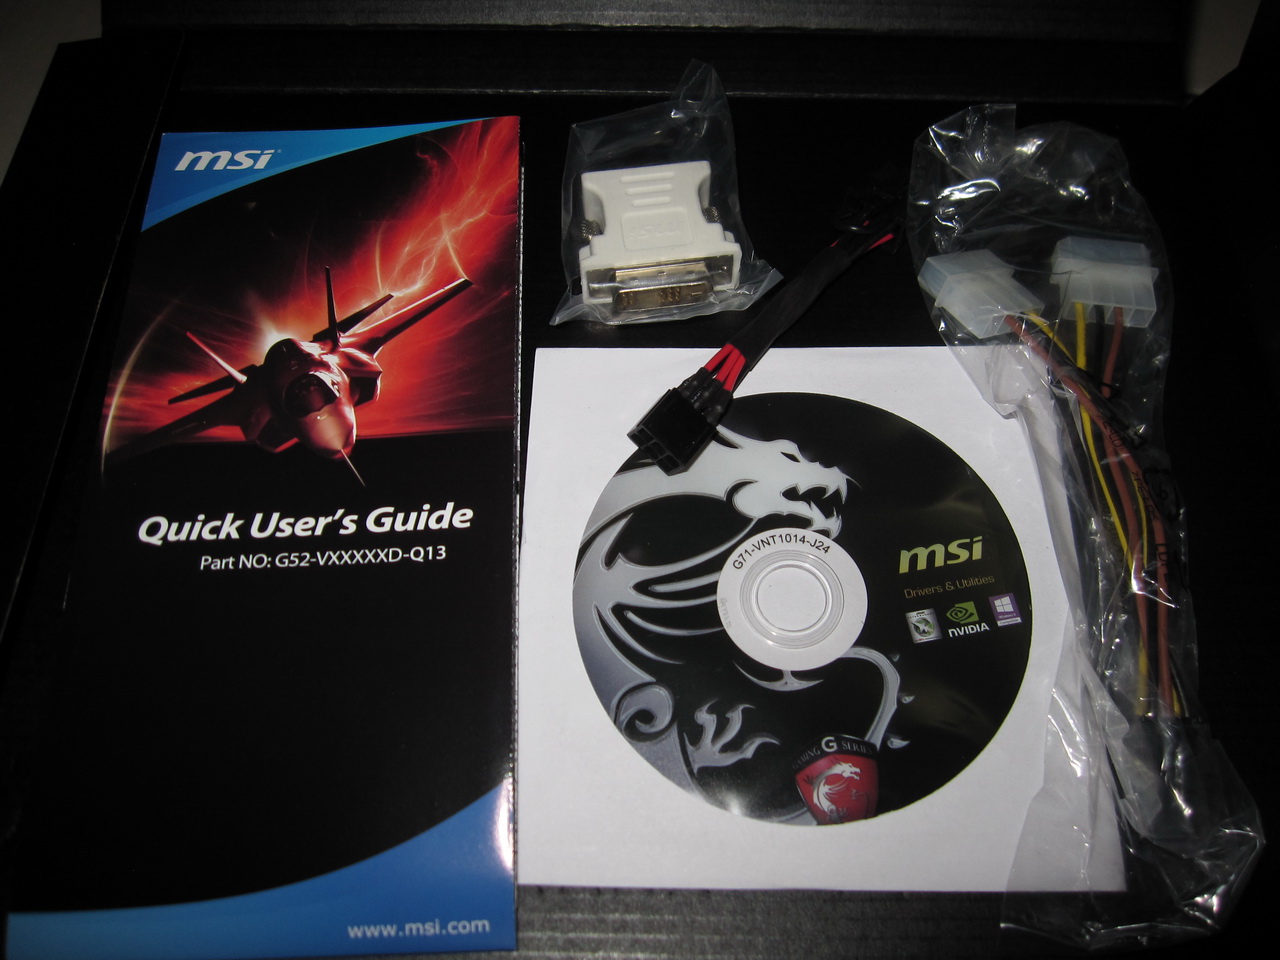 msi
Quick User's Guide
Part NO: G52-VXXXXXD-Q13
www.msi.com
G71-VNT1014-J24
msi
Drivers & Utilities
NVIDIA
G SERIES